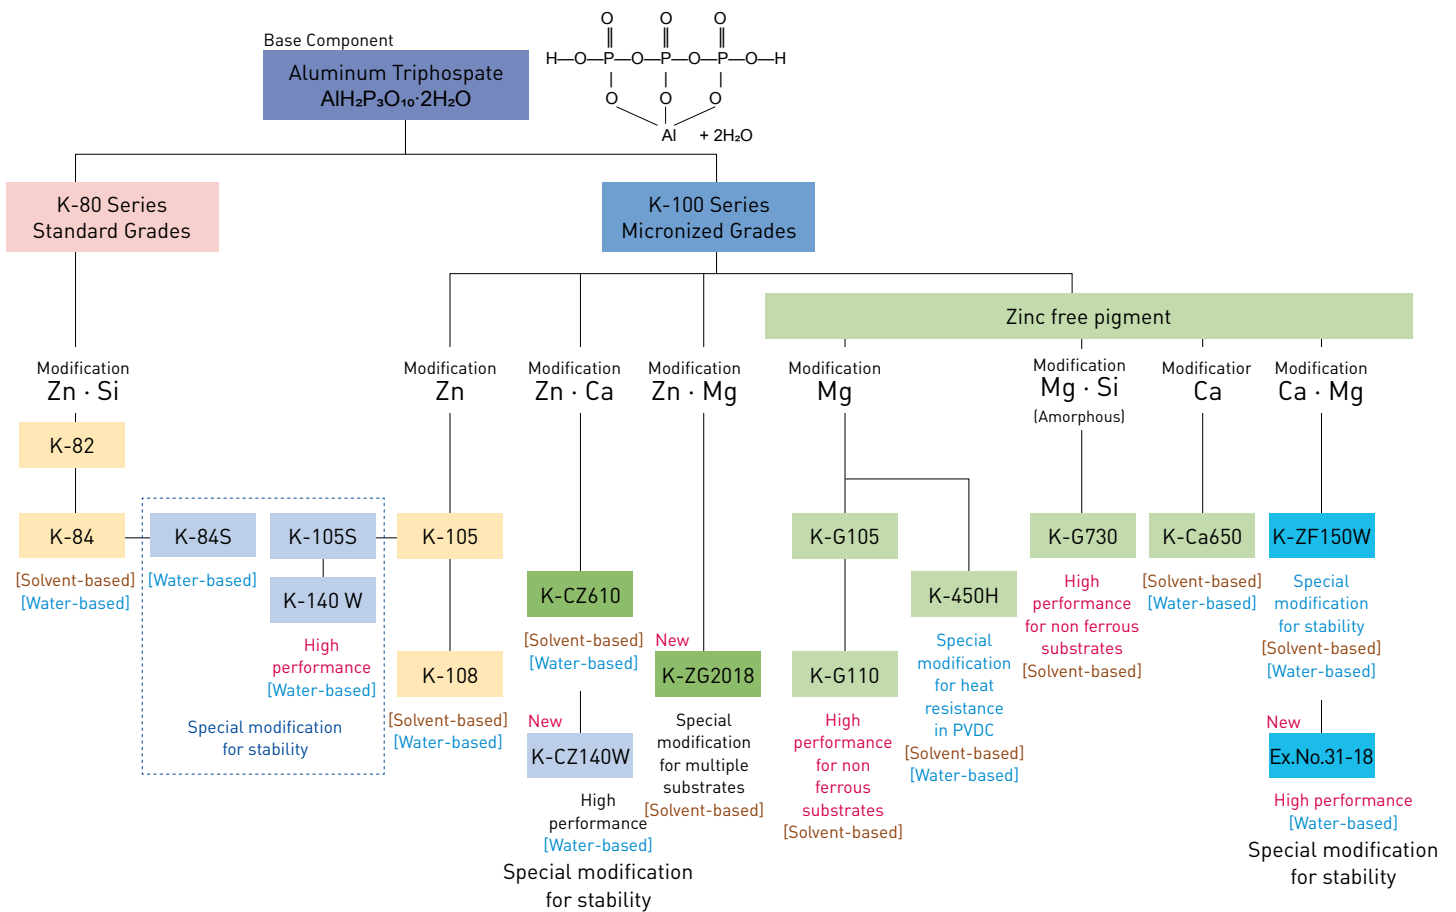 Base Component
Aluminum Triphospate
AlH₂P₃O₁₀·2H₂O
O O O
H—O—P—O—P—O—P—O—H
O O O
Al + 2H₂O
K-80 Series
Standard Grades
K-100 Series
Micronized Grades
Zinc free pigment
Modification
Zn · Si
Modification
Zn
Modification
Zn · Ca
Modification
Zn · Mg
Modification
Mg
Modification
Mg · Si
(Amorphous)
Modificatior
Ca
Modification
Ca · Mg
K-82
K-84
[Solvent-based]
[Water-based]
K-84S
[Water-based]
K-105S
K-140 W
High
performance
[Water-based]
Special modification
for stability
K-105
K-108
[Solvent-based]
[Water-based]
K-CZ610
[Solvent-based]
[Water-based]
New
K-CZ140W
High
performance
[Water-based]
Special modification
for stability
New
K-ZG2018
Special
modification
for multiple
substrates
[Solvent-based]
K-G105
K-G110
High
performance
for non
ferrous
substrates
[Solvent-based]
K-450H
Special
modification
for heat
resistance
in PVDC
[Solvent-based]
[Water-based]
K-G730
High
performance
for non ferrous
substrates
[Solvent-based]
K-Ca650
[Solvent-based]
[Water-based]
K-ZF150W
Special
modification
for stability
[Solvent-based]
[Water-based]
New
Ex.No.31-18
High performance
[Water-based]
Special modification
for stability